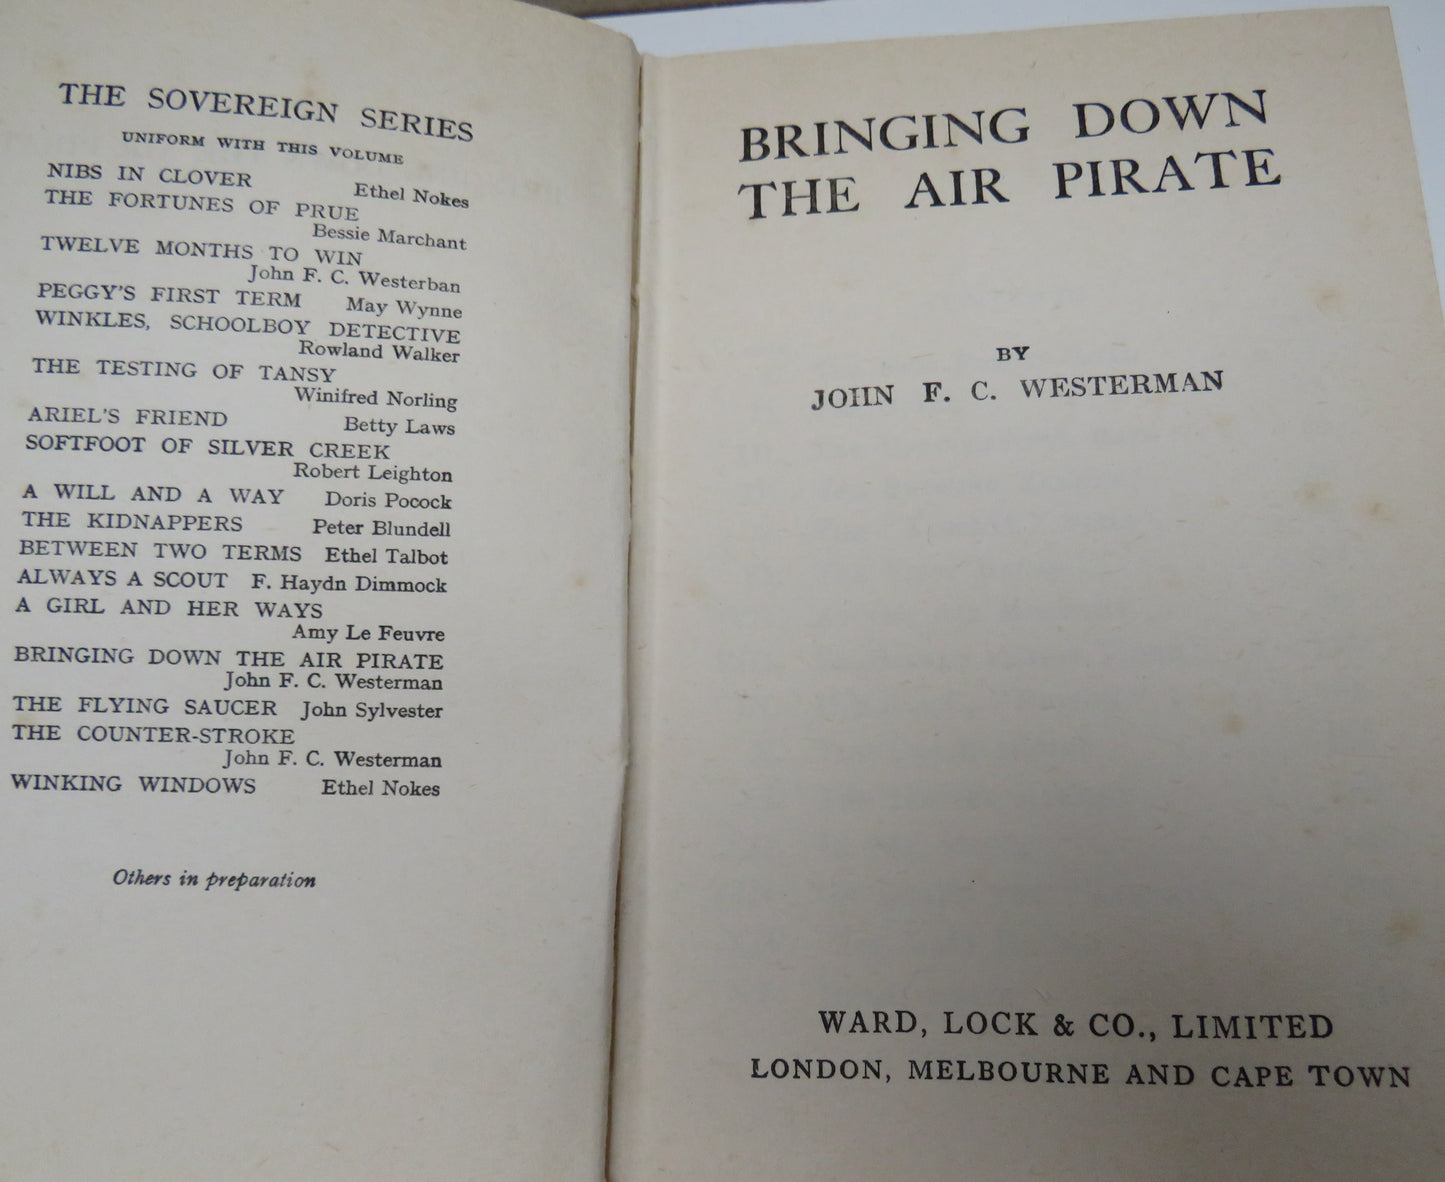 THE SOVEREIGN SERIES
UNIFORM WITH THIS VOLUME
NIBS IN CLOVER Ethel Nokes
THE FORTUNES OF PRUE
Bessie Marchant
TWELVE MONTHS TO WIN
John F. C. Westerban
PEGGY'S FIRST TERM May Wynne
WINKLES, SCHOOLBOY DETECTIVE
Rowland Walker
THE TESTING OF TANSY
Winifred Norling
ARIEL'S FRIEND Betty Laws
SOFTFOOT OF SILVER CREEK
Robert Leighton
A WILL AND A WAY Doris Pocock
THE KIDNAPPERS Peter Blundell
BETWEEN TWO TERMS Ethel Talbot
ALWAYS A SCOUT F. Haydn Dimmock
A GIRL AND HER WAYS
Amy Le Feuvre
BRINGING DOWN THE AIR PIRATE
John F. C. Westerman
THE FLYING SAUCER John Sylvester
THE COUNTER-STROKE
John F. C. Westerman
WINKING WINDOWS Ethel Nokes
Others in preparation
BRINGING DOWN
THE AIR PIRATE
BY
JOHN F. C. WESTERMAN
WARD, LOCK & CO., LIMITED
LONDON, MELBOURNE AND CAPE TOWN